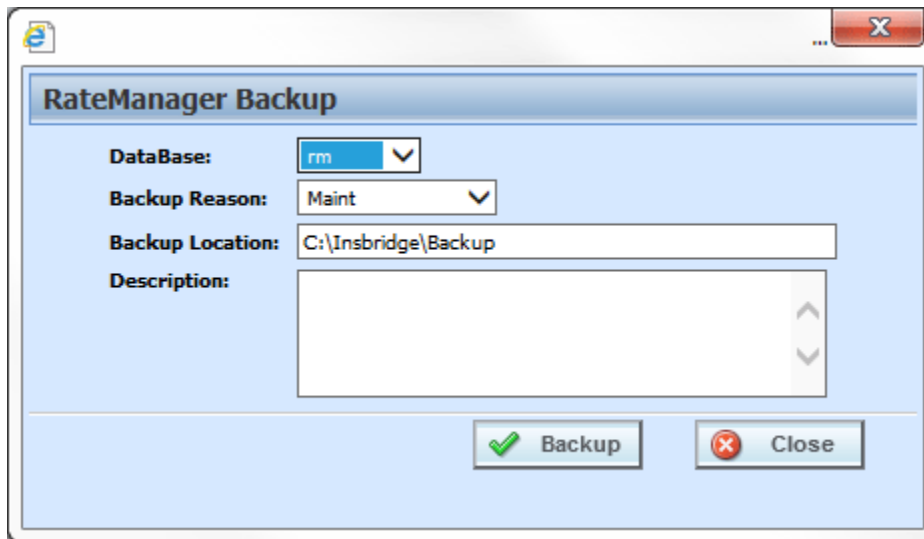 ...
RateManager Backup
DataBase: rm
Backup Reason: Maint
Backup Location: C:\Insbridge\Backup
Description:
Backup Close